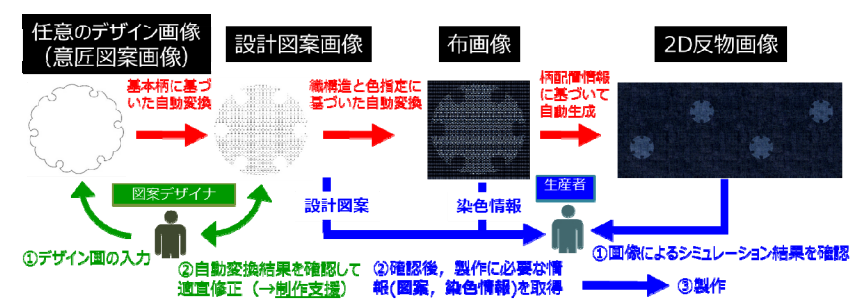 任意のデザイン画像
(意匠図案画像)
設計図案画像
布画像
2D反物画像
基本柄に基づ
いた自動変換
織構造と色指定に
基づいた自動変換
柄配置情報
に基づいて
自動生成
図案デザイナ
生産者
設計図案
染色情報
①デザイン画の入力
②自動変換結果を確認して
適宜修正（→制作支援）
②確認後，製作に必要な情
報(図案，染色情報)を取得
①画像によるシミュレーション結果を確認
③製作